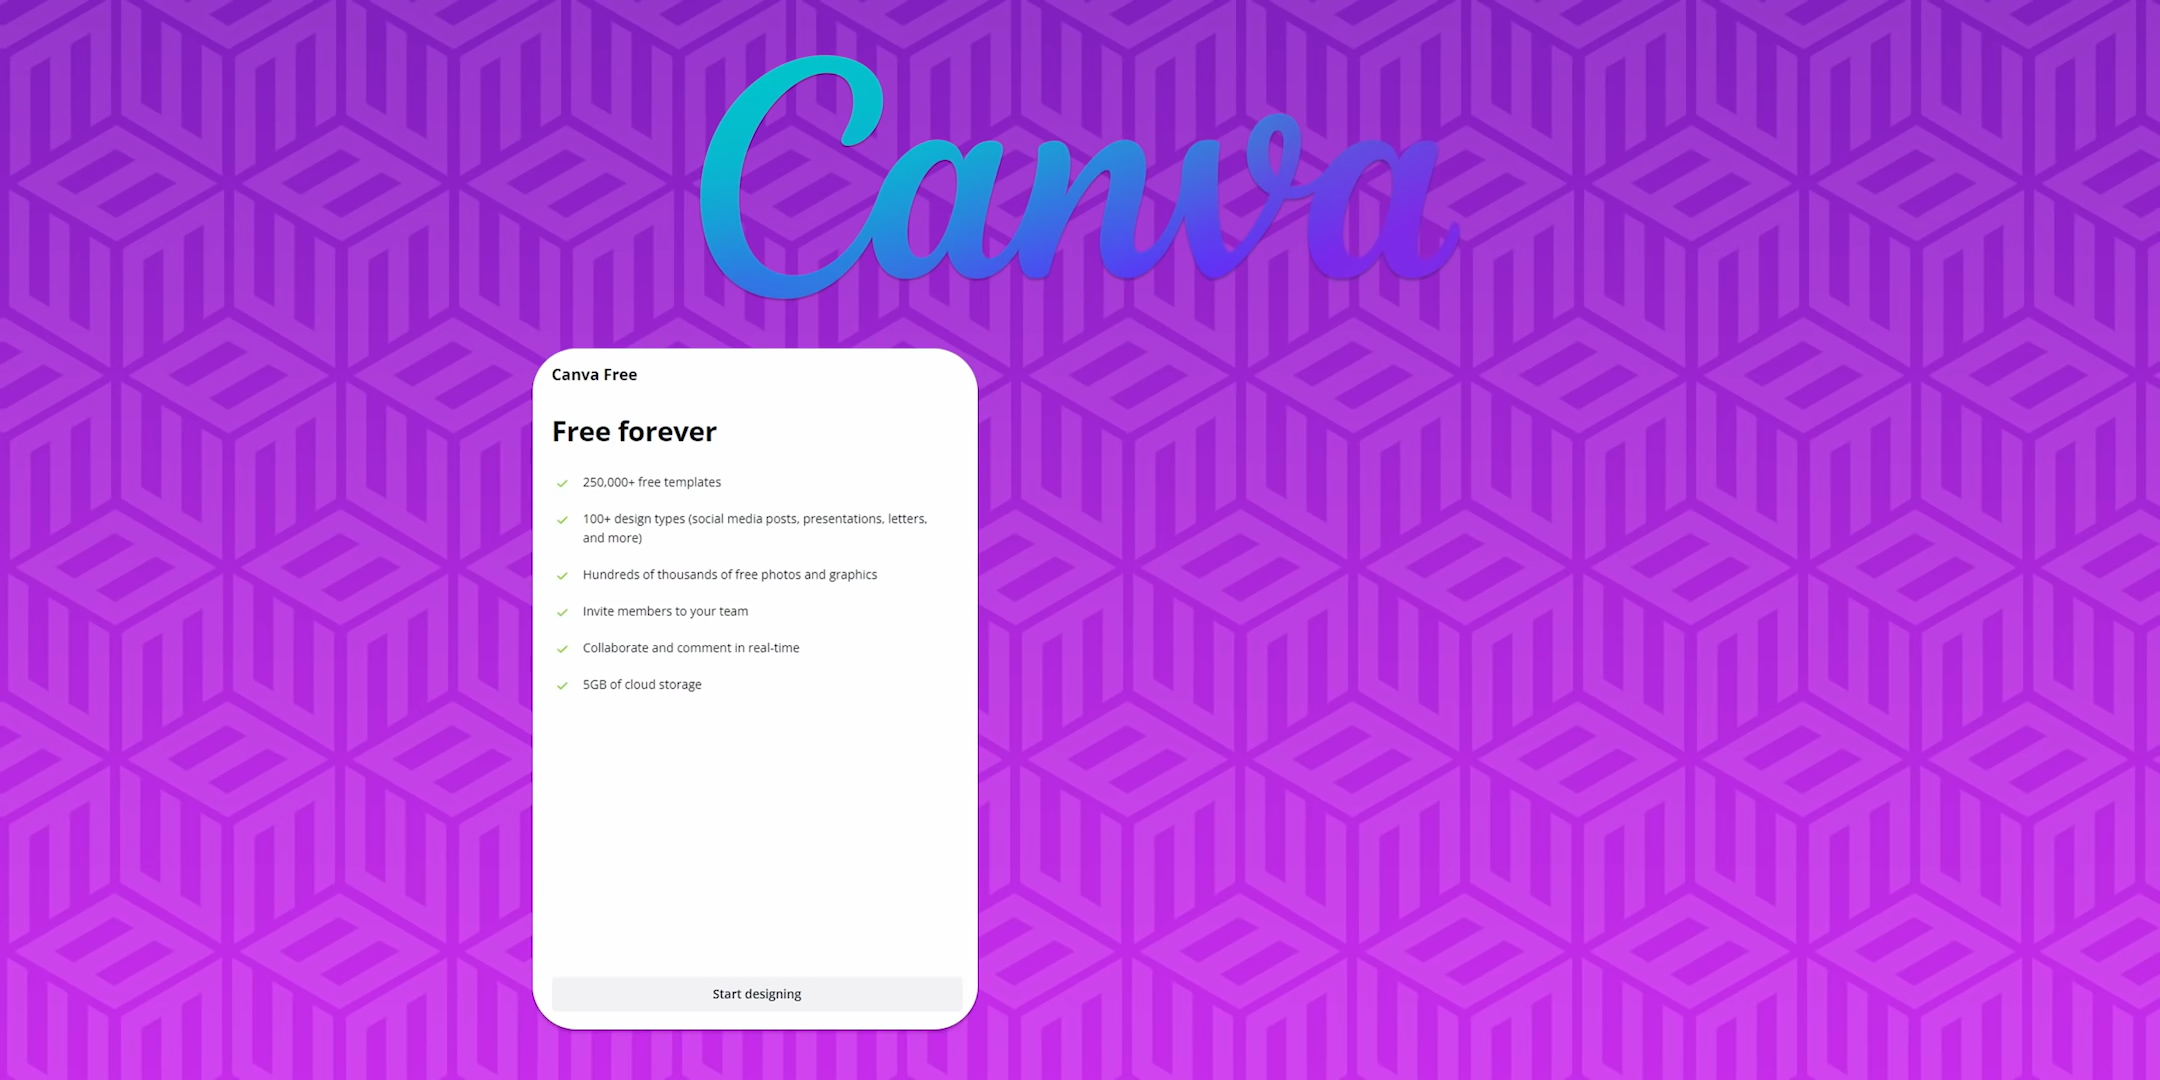 Canva
Canva Free
Free forever
250,000+ free templates
100+ design types (social media posts, presentations, letters,
and more)
Hundreds of thousands of free photos and graphics
Invite members to your team
Collaborate and comment in real-time
5GB of cloud storage
Start designing